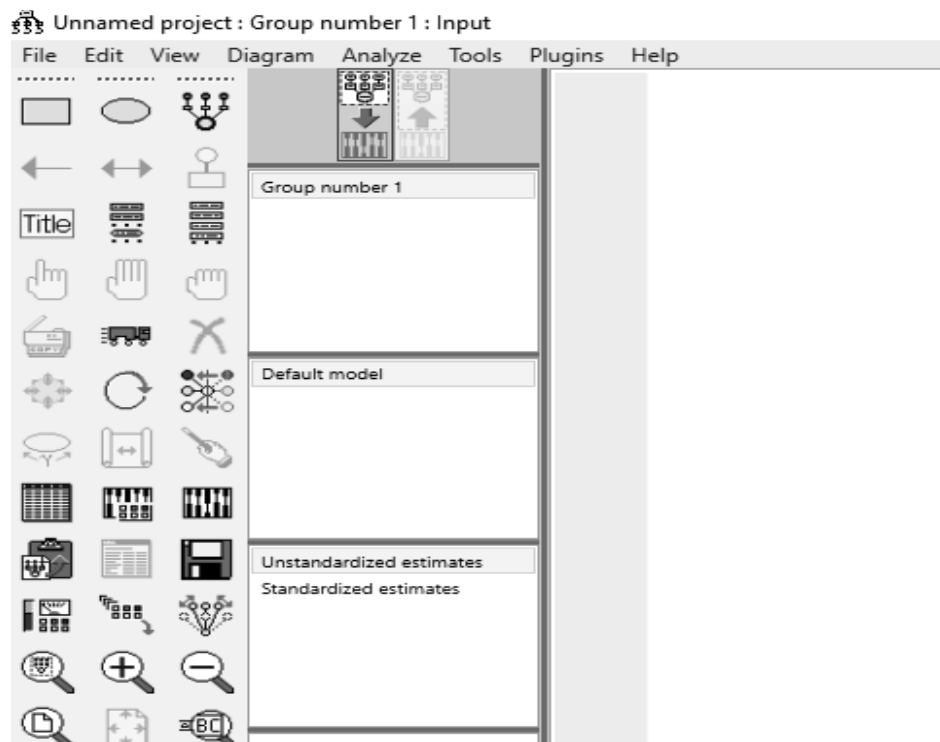 Unnamed project : Group number 1 : Input
File Edit View Diagram Analyze Tools Plugins Help
Group number 1
Title
Default model
Unstandardized estimates
Standardized estimates